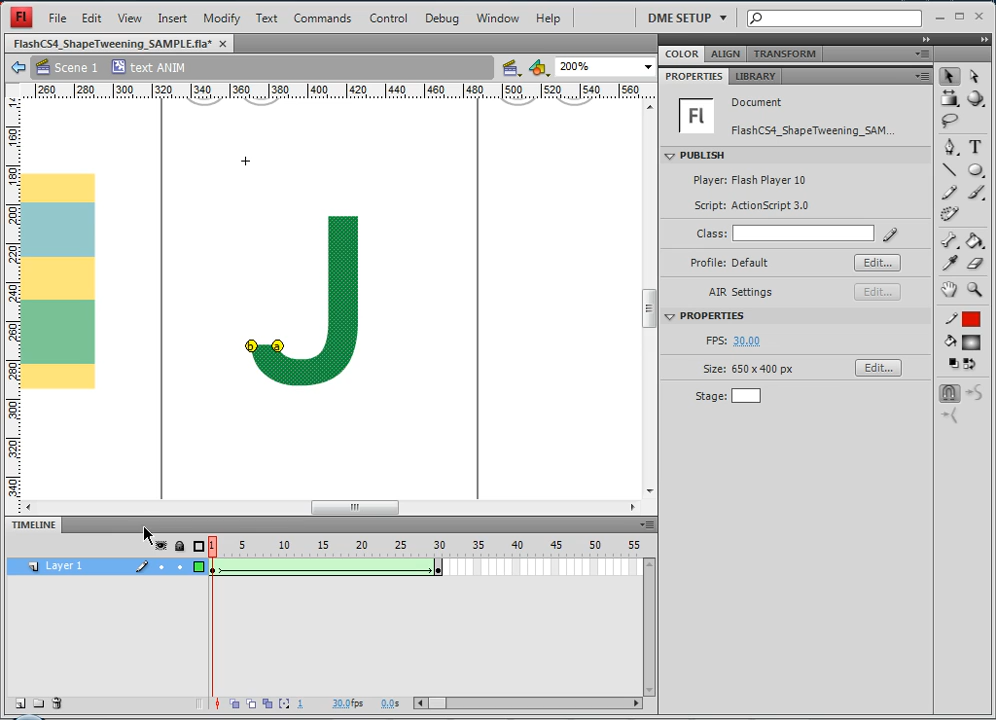 Fl File Edit View Insert Modify Text Commands Control Debug Window Help DME SETUP
FlashCS4_ShapeTweening_SAMPLE.fla*
Scene 1 text ANIM 200%
260 280 300 320 340 360 380 400 420 440 460 480 500 520 540 560
160
180
200
220
240
260
280
300
320
340
J
b a
COLOR ALIGN TRANSFORM
PROPERTIES LIBRARY
Fl Document
FlashCS4_ShapeTweening_SAM...
PUBLISH
Player: Flash Player 10
Script: ActionScript 3.0
Class:
Profile: Default Edit...
AIR Settings Edit...
PROPERTIES
FPS: 30.00
Size: 650 x 400 px Edit...
Stage:
TIMELINE
1 5 10 15 20 25 30 35 40 45 50 55
Layer 1
1 30.0fps 0.0s